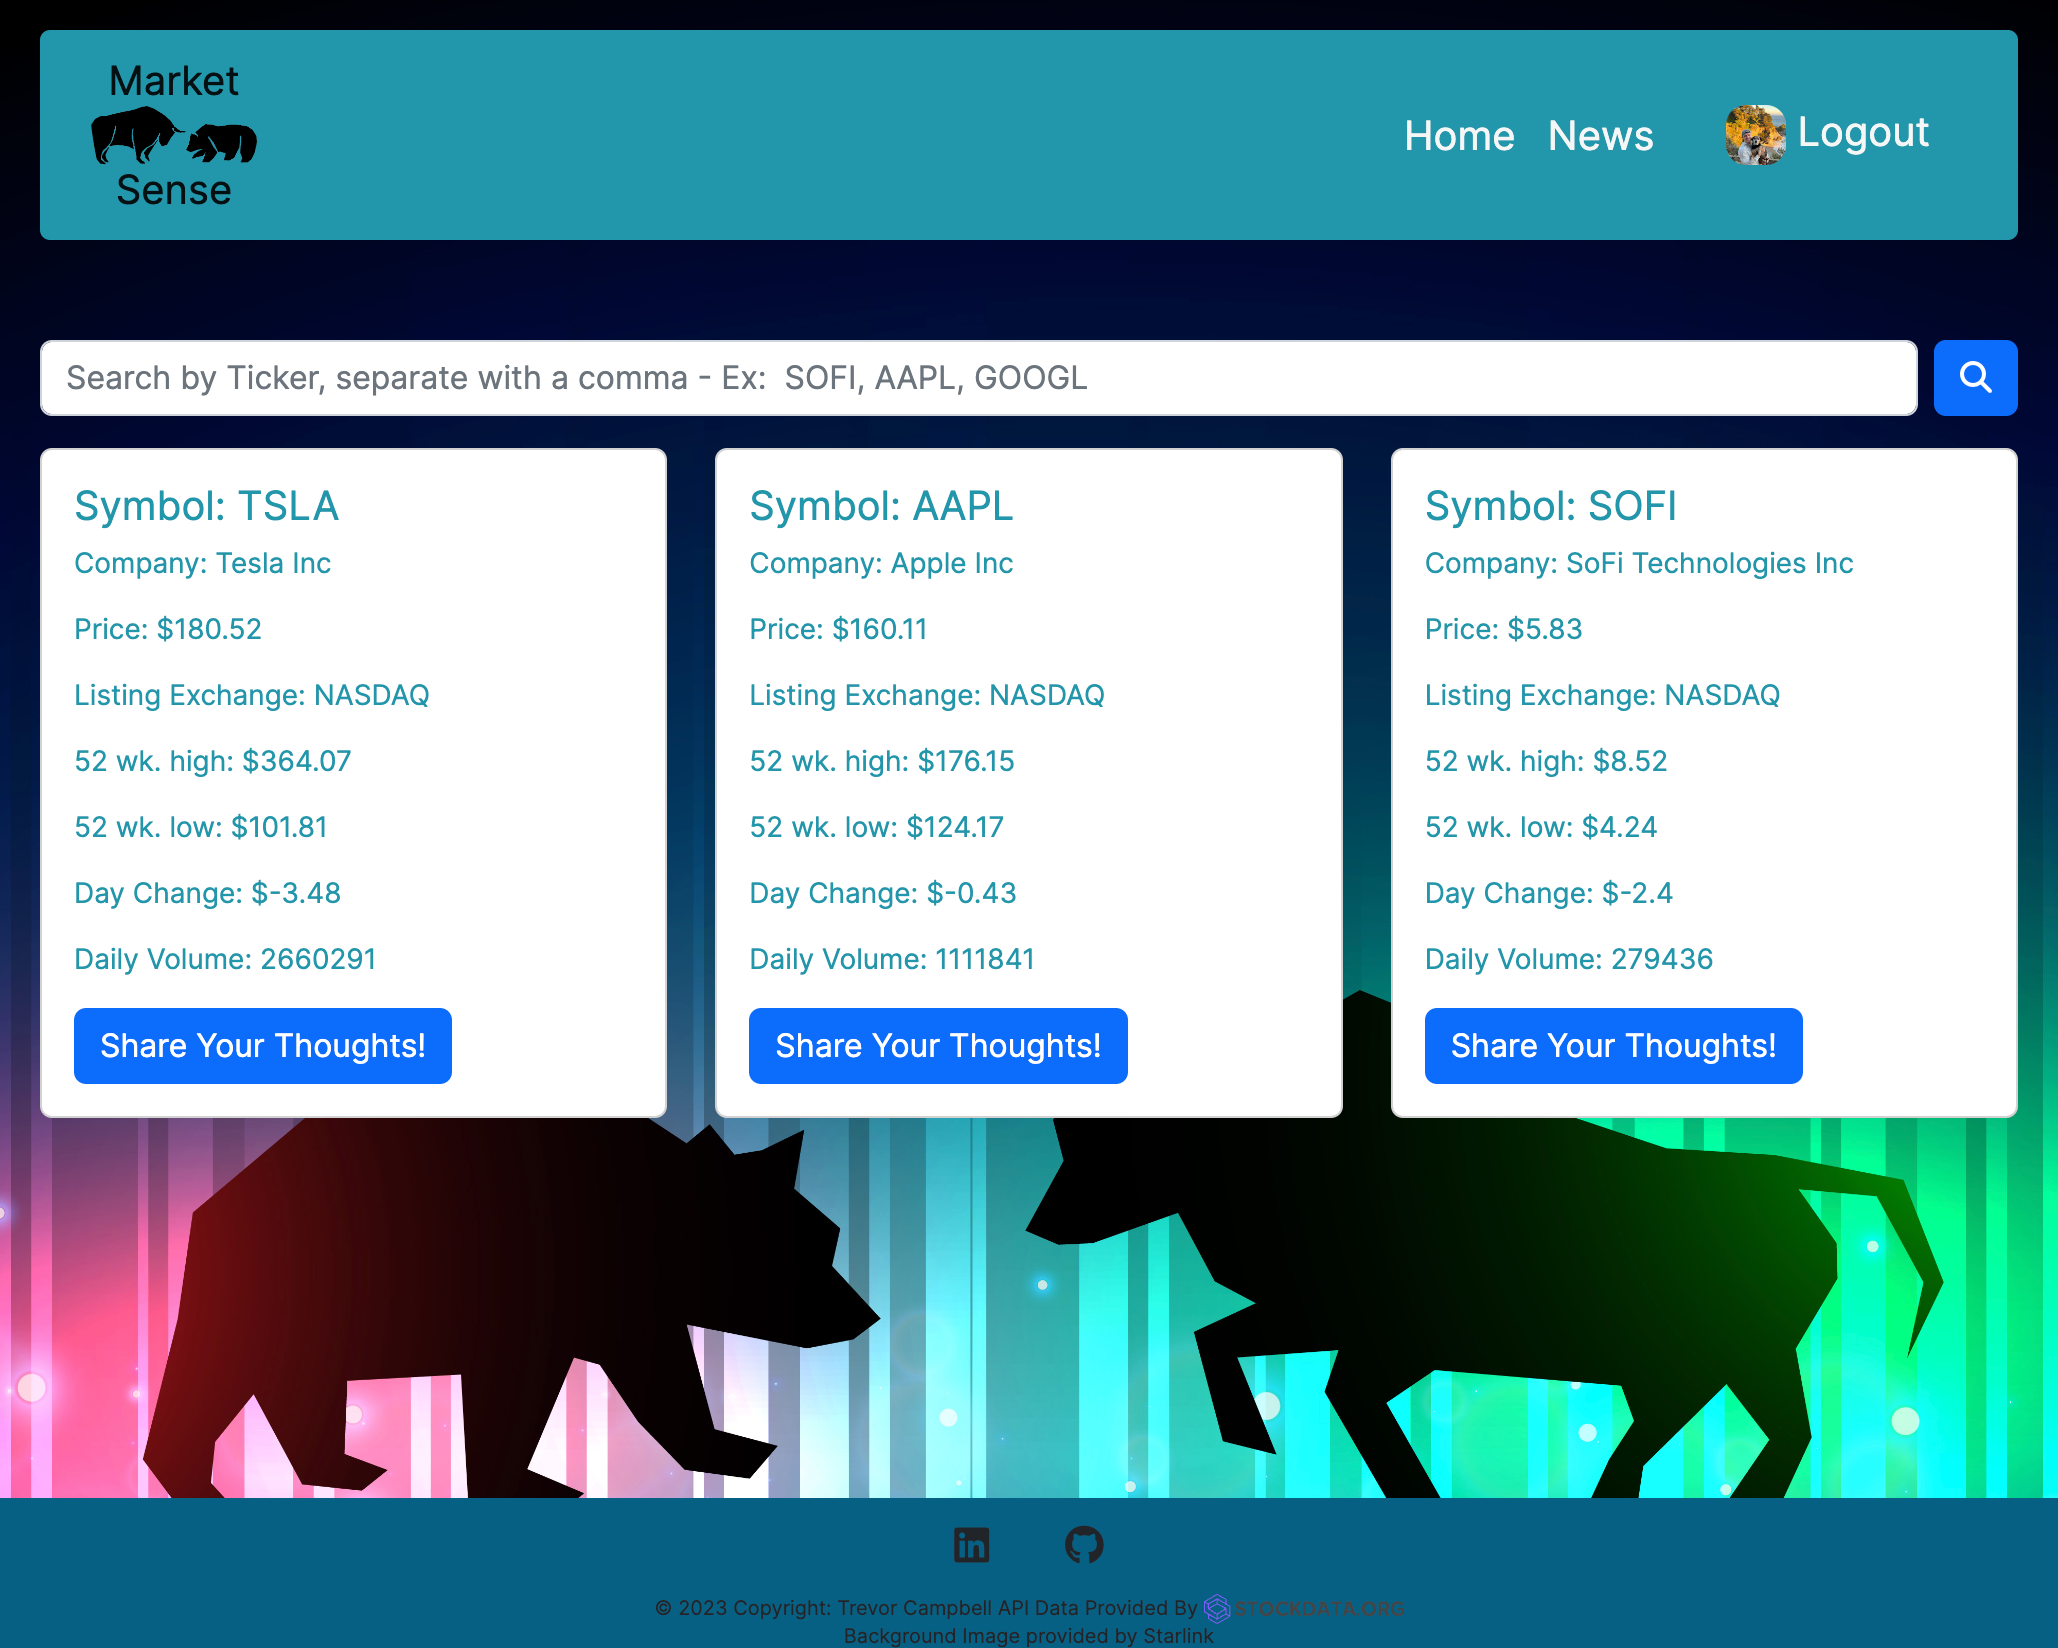 Market
Sense
Home News Logout
Search by Ticker, separate with a comma - Ex: SOFI, AAPL, GOOGL
Symbol: TSLA
Company: Tesla Inc
Price: $180.52
Listing Exchange: NASDAQ
52 wk. high: $364.07
52 wk. low: $101.81
Day Change: $-3.48
Daily Volume: 2660291
Share Your Thoughts!
Symbol: AAPL
Company: Apple Inc
Price: $160.11
Listing Exchange: NASDAQ
52 wk. high: $176.15
52 wk. low: $124.17
Day Change: $-0.43
Daily Volume: 1111841
Share Your Thoughts!
Symbol: SOFI
Company: SoFi Technologies Inc
Price: $5.83
Listing Exchange: NASDAQ
52 wk. high: $8.52
52 wk. low: $4.24
Day Change: $-2.4
Daily Volume: 279436
Share Your Thoughts!
in
© 2023 Copyright: Trevor Campbell API Data Provided By STOCKDATA.ORG
Background Image provided by Starlink